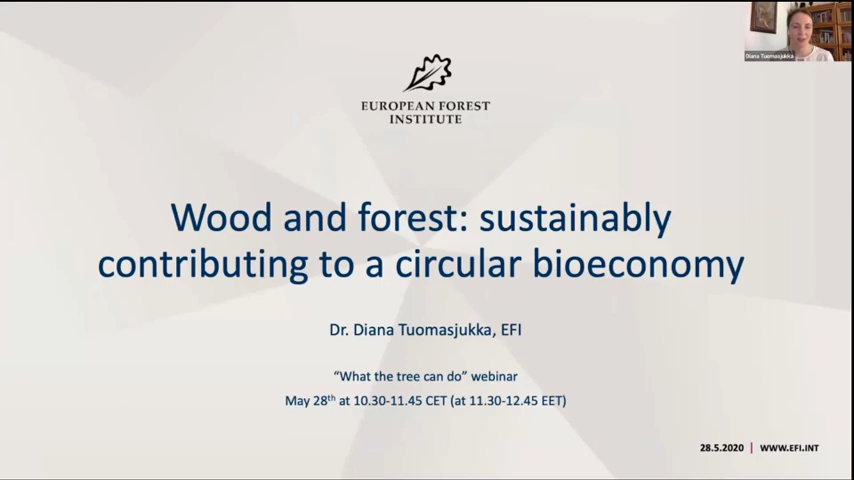 Diana Tuomasjukka
EUROPEAN FOREST
INSTITUTE
Wood and forest: sustainably
contributing to a circular bioeconomy
Dr. Diana Tuomasjukka, EFI
“What the tree can do” webinar
May 28th at 10.30-11.45 CET (at 11.30-12.45 EET)
28.5.2020 | WWW.EFI.INT